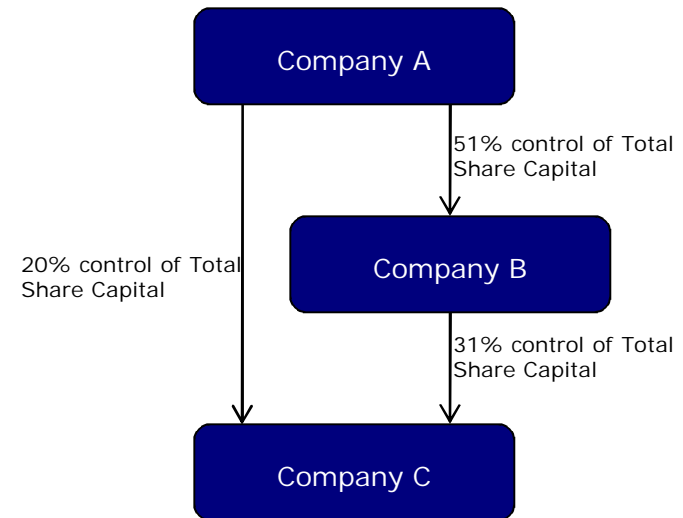 Company A
51% control of Total
Share Capital
20% control of Total
Share Capital
Company B
31% control of Total
Share Capital
Company C